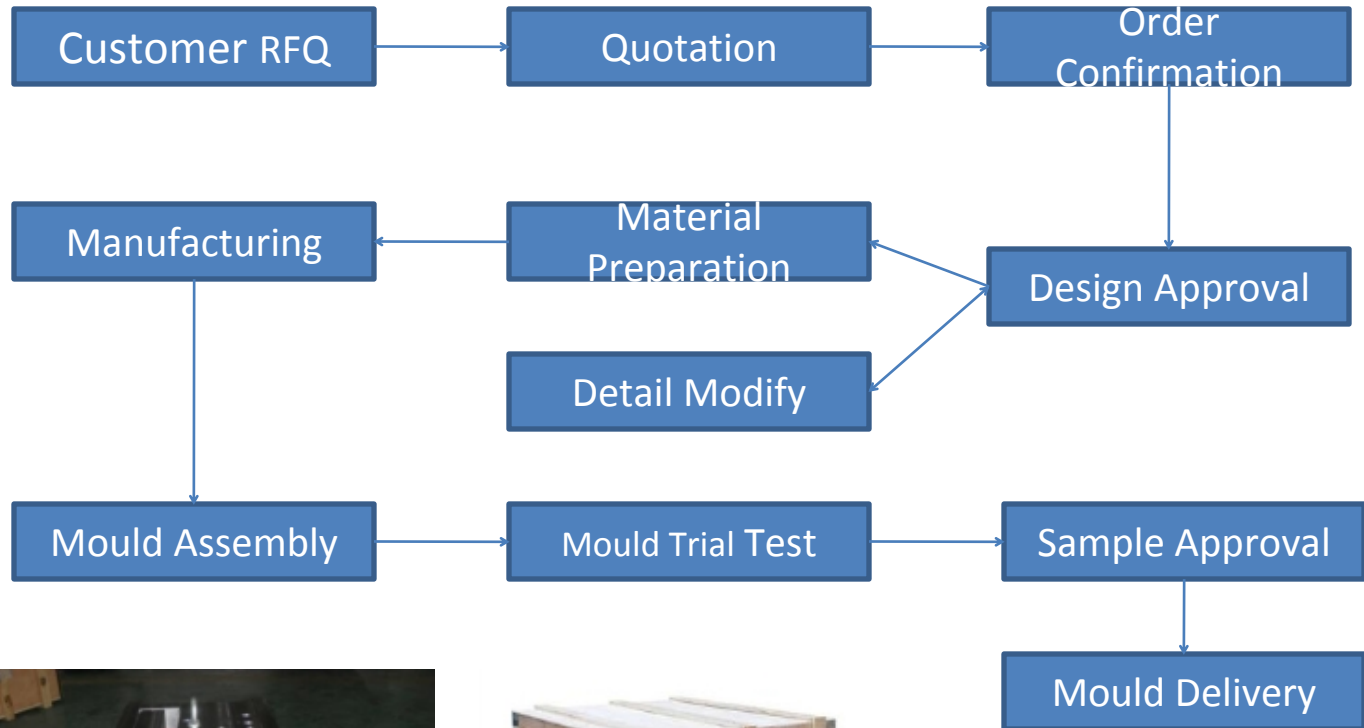 Customer RFQ
Quotation
Order
Confirmation
Manufacturing
Material
Preparation
Design Approval
Detail Modify
Mould Assembly
Mould Trial Test
Sample Approval
Mould Delivery